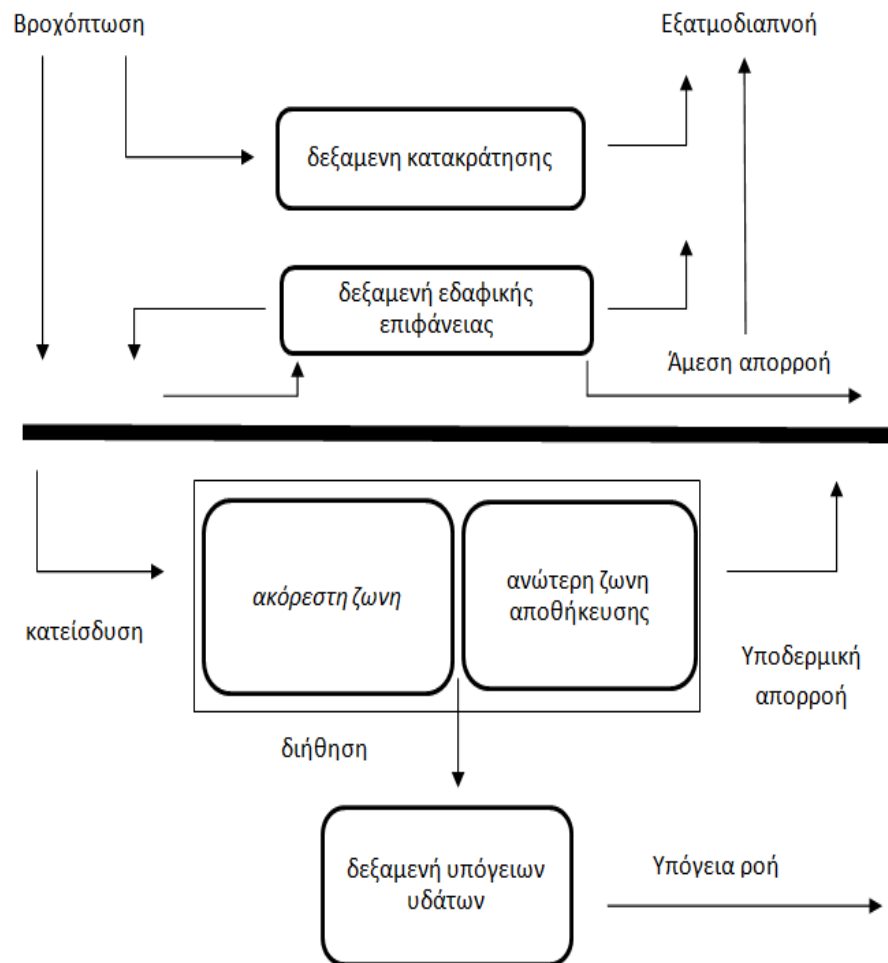 Βροχόπτωση
Εξατμοδιαπνοή
δεξαμενη κατακράτησης
δεξαμενή εδαφικής
επιφάνειας
Άμεση απορροή
ακόρεστη ζωνη
ανώτερη ζωνη
αποθήκευσης
κατείσδυση
Υποδερμική
απορροή
διήθηση
δεξαμενή υπόγειων
υδάτων
Υπόγεια ροή